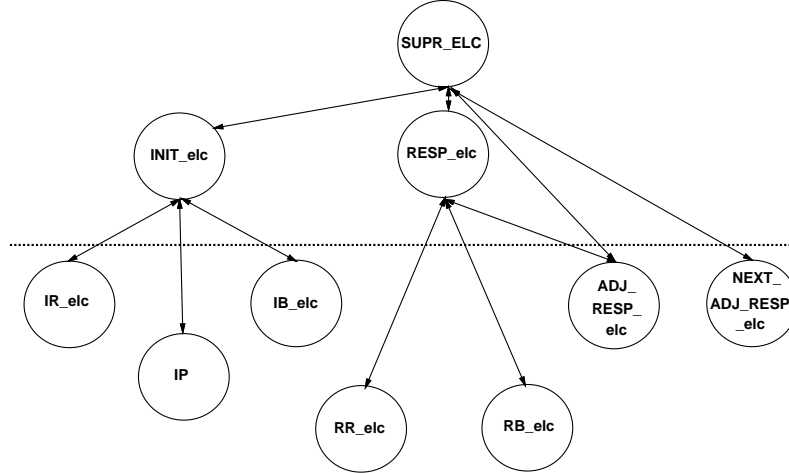 SUPR_ELC
INIT_elc
RESP_elc
IR_elc
IB_elc
ADJ_
RESP_
elc
NEXT_
ADJ_RESP
_elc
IP
RR_elc
RB_elc